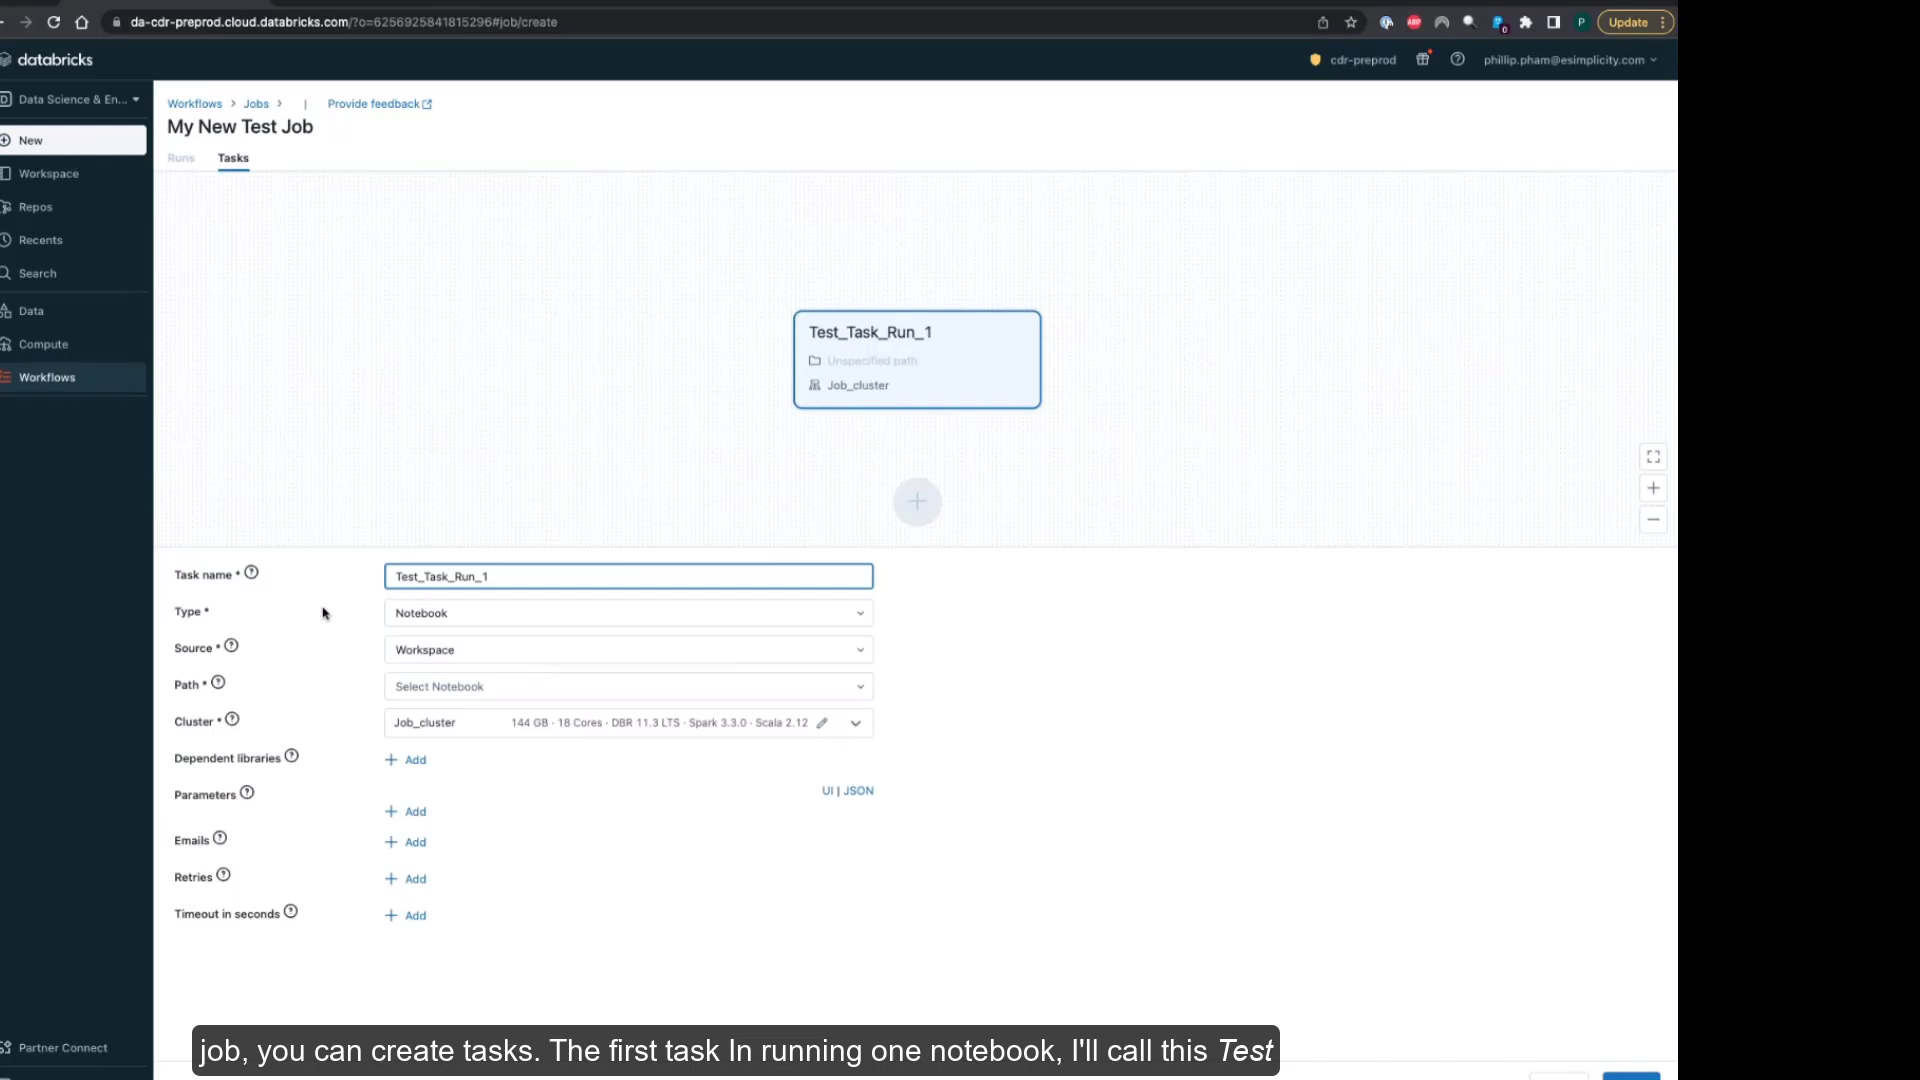 da-cdr-preprod.cloud.databricks.com/?o=6256925841815296#job/create
0
P
Update
databricks
cdr-preprod
phillip.pham@esimplicity.com
D Data Science & En...
New
Workspace
Repos
Recents
Search
Data
Compute
Workflows
Partner Connect
Workflows > Jobs > | Provide feedback
My New Test Job
Runs Tasks
Test_Task_Run_1
Unspecified path
Job_cluster
Task name * Test_Task_Run_1
Type * Notebook
Source * Workspace
Path * Select Notebook
Cluster * Job_cluster 144 GB · 18 Cores · DBR 11.3 LTS · Spark 3.3.0 · Scala 2.12
Dependent libraries + Add
Parameters UI | JSON
+ Add
Emails + Add
Retries + Add
Timeout in seconds + Add
job, you can create tasks. The first task In running one notebook, I'll call this Test